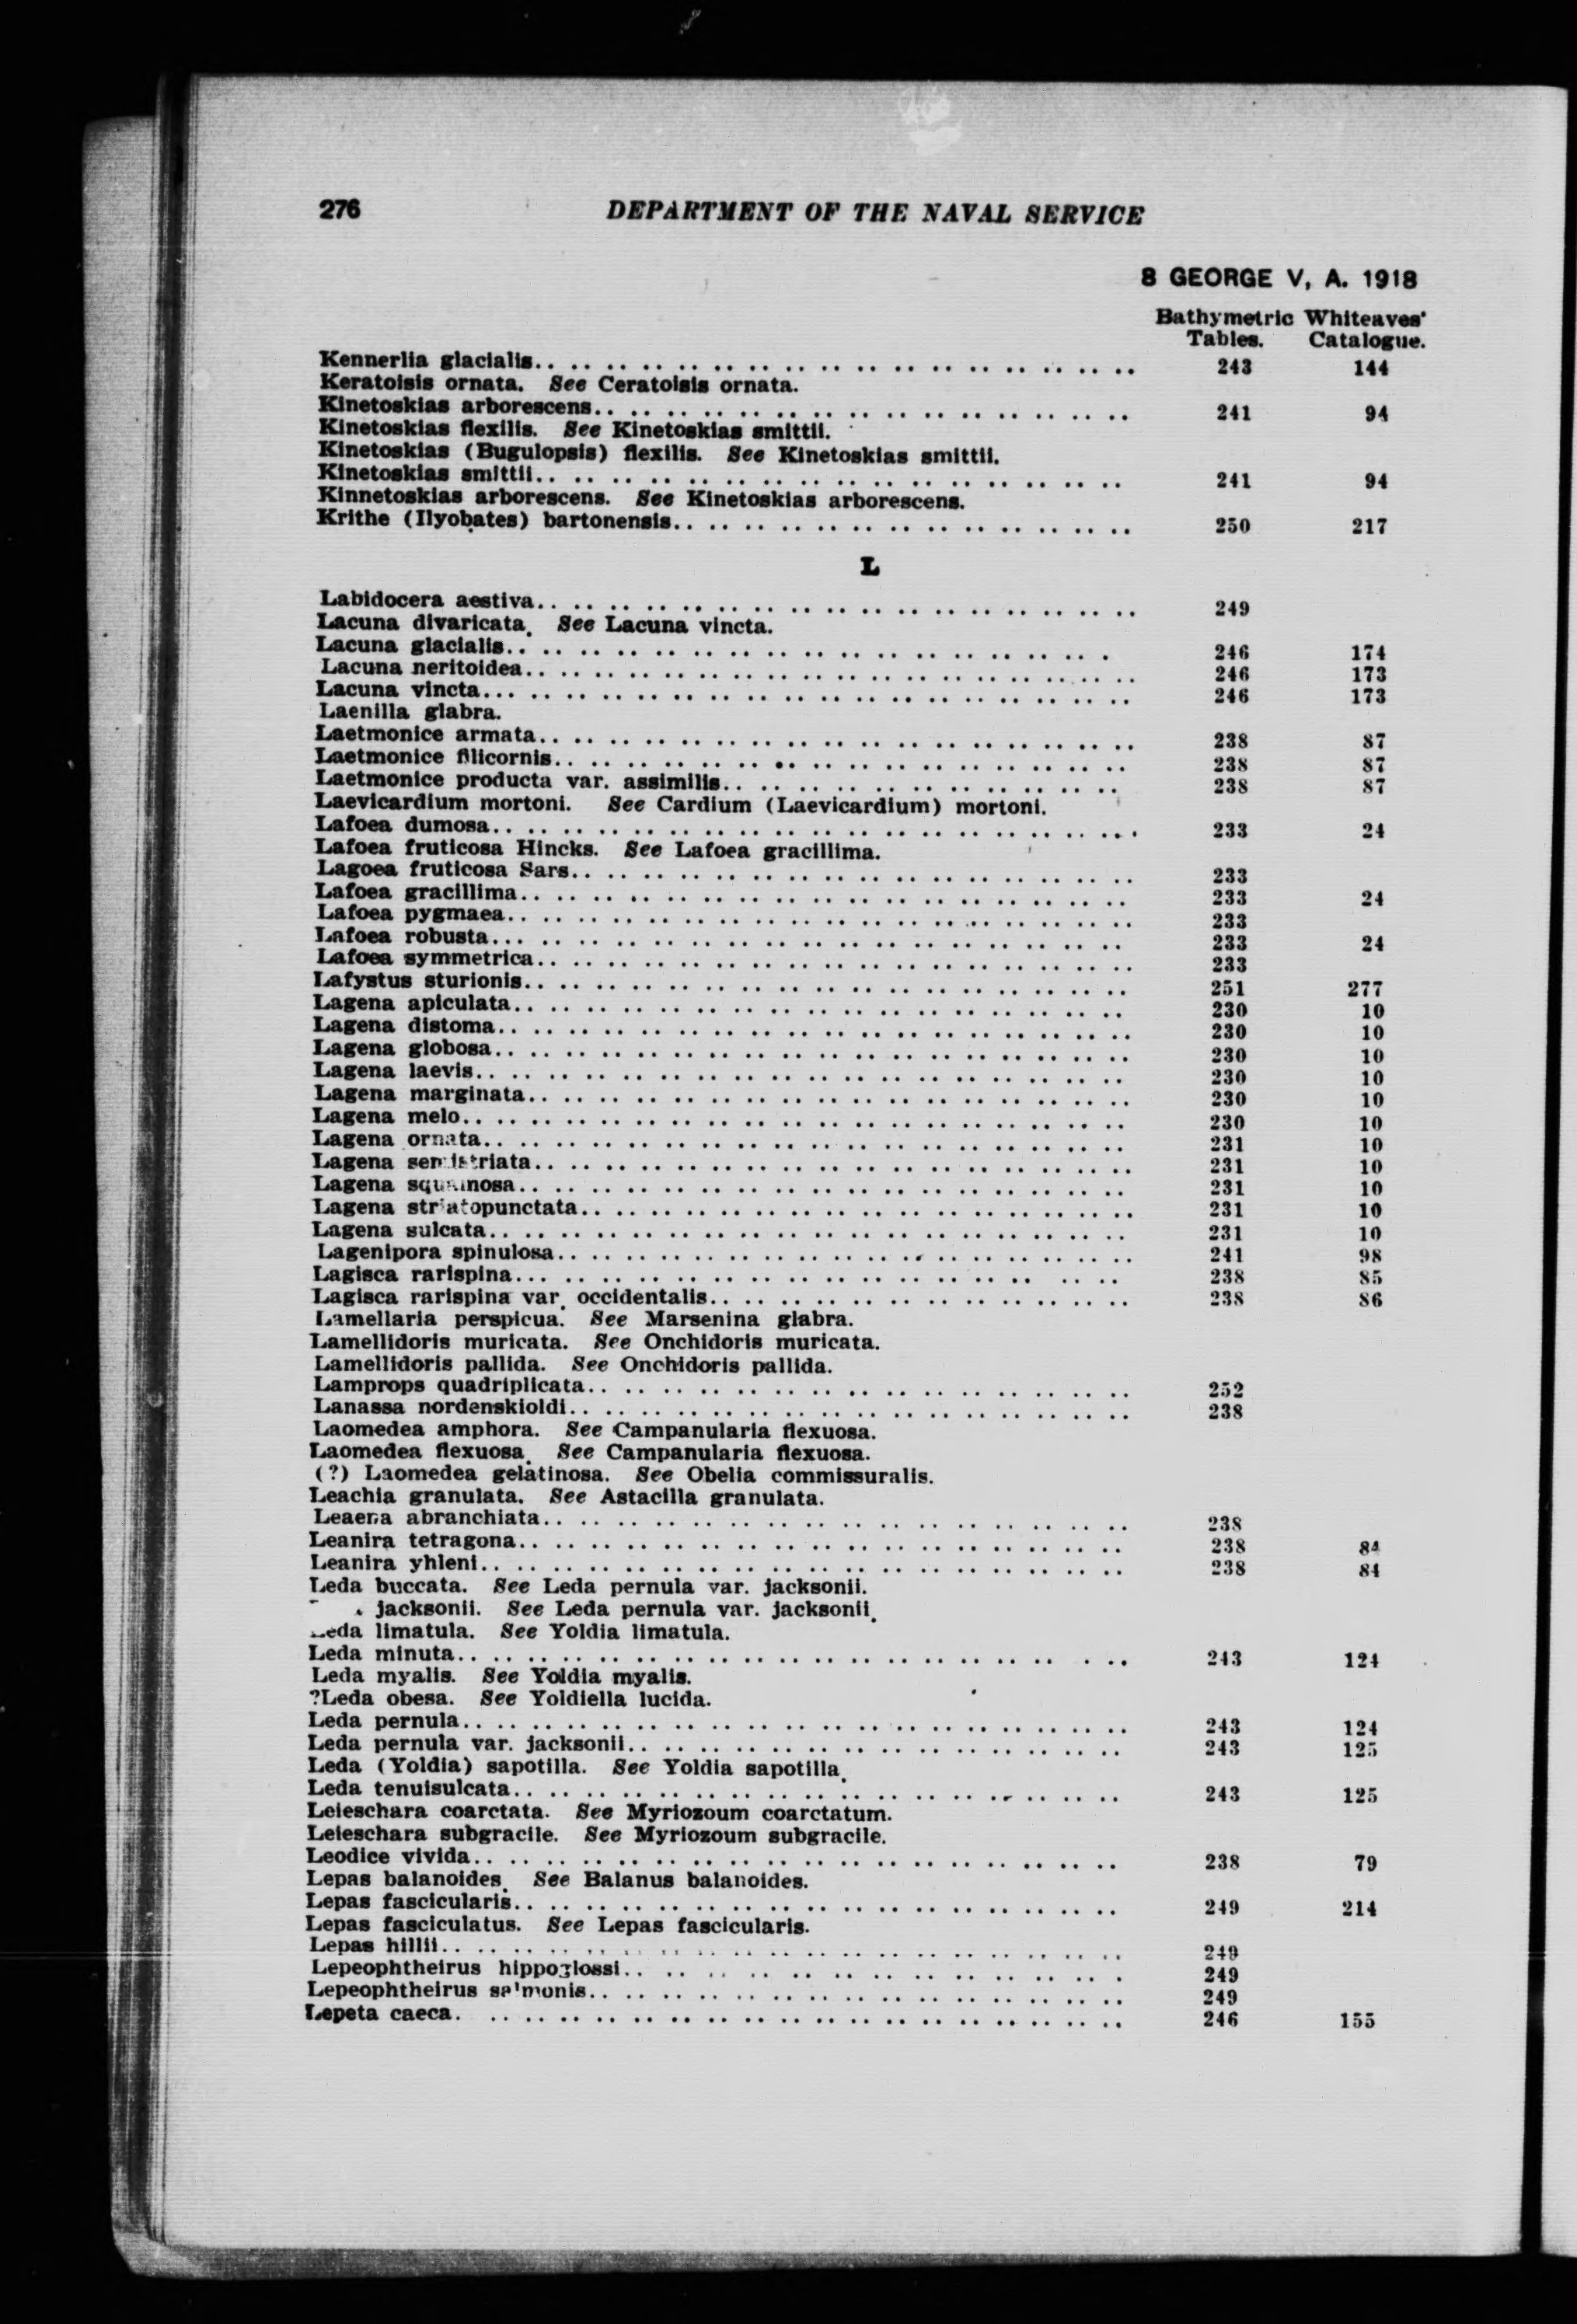 276 DEPARTMENT OF THE NAVAL SERVICE
8 GEORGE V, A. 1918
Bathymetric Whiteaves'
Tables. Catalogue.
Kennerlia glacialis.. .. .. .. .. .. .. .. .. .. .. .. .. .. .. .. .. 243 144
Keratoisis ornata. See Ceratoisis ornata.
Kinetoskias arborescens.. .. .. .. .. .. .. .. .. .. .. .. .. .. .. 241 94
Kinetoskias flexilis. See Kinetoskias smittii.
Kinetoskias (Bugulopsis) flexilis. See Kinetoskias smittii.
Kinetoskias smittii.. .. .. .. .. .. .. .. .. .. .. .. .. .. .. .. .. 241 94
Kinnetoskias arborescens. See Kinetoskias arborescens.
Krithe (Ilyobates) bartonensis.. .. .. .. .. .. .. .. .. .. .. .. .. 250 217
L
Labidocera aestiva.. .. .. .. .. .. .. .. .. .. .. .. .. .. .. .. .. 249
Lacuna divaricata. See Lacuna vincta.
Lacuna glacialis.. .. .. .. .. .. .. .. .. .. .. .. .. .. .. .. . 246 174
Lacuna neritoidea.. .. .. .. .. .. .. .. .. .. .. .. .. .. .. .. .. 246 173
Lacuna vincta.. .. .. .. .. .. .. .. .. .. .. .. .. .. .. .. .. .. 246 173
Laenilla glabra.
Laetmonice armata.. .. .. .. .. .. .. .. .. .. .. .. .. .. .. .. .. 238 87
Laetmonice filicornis.. .. .. .. .. .. .. .. .. .. .. .. .. .. .. .. 238 87
Laetmonice producta var. assimilis.. .. .. .. .. .. .. .. .. .. .. 238 87
Laevicardium mortoni. See Cardium (Laevicardium) mortoni.
Lafoea dumosa.. .. .. .. .. .. .. .. .. .. .. .. .. .. .. .. .. .. 233 24
Lafoea fruticosa Hincks. See Lafoea gracillima.
Lagoea fruticosa Sars.. .. .. .. .. .. .. .. .. .. .. .. .. .. .. .. 233
Lafoea gracillima.. .. .. .. .. .. .. .. .. .. .. .. .. .. .. .. .. 233 24
Lafoea pygmaea.. .. .. .. .. .. .. .. .. .. .. .. .. .. .. .. .. .. 233
Lafoea robusta.. .. .. .. .. .. .. .. .. .. .. .. .. .. .. .. .. .. 233 24
Lafoea symmetrica.. .. .. .. .. .. .. .. .. .. .. .. .. .. .. .. .. 233
Lafystus sturionis.. .. .. .. .. .. .. .. .. .. .. .. .. .. .. .. .. 251 277
Lagena apiculata.. .. .. .. .. .. .. .. .. .. .. .. .. .. .. .. .. 230 10
Lagena distoma.. .. .. .. .. .. .. .. .. .. .. .. .. .. .. .. .. .. 230 10
Lagena globosa.. .. .. .. .. .. .. .. .. .. .. .. .. .. .. .. .. .. 230 10
Lagena laevis.. .. .. .. .. .. .. .. .. .. .. .. .. .. .. .. .. .. 230 10
Lagena marginata.. .. .. .. .. .. .. .. .. .. .. .. .. .. .. .. .. 230 10
Lagena melo.. .. .. .. .. .. .. .. .. .. .. .. .. .. .. .. .. .. .. 230 10
Lagena ornata.. .. .. .. .. .. .. .. .. .. .. .. .. .. .. .. .. .. 231 10
Lagena semistriata.. .. .. .. .. .. .. .. .. .. .. .. .. .. .. .. .. 231 10
Lagena squamosa.. .. .. .. .. .. .. .. .. .. .. .. .. .. .. .. .. 231 10
Lagena striatopunctata.. .. .. .. .. .. .. .. .. .. .. .. .. .. .. .. 231 10
Lagena sulcata.. .. .. .. .. .. .. .. .. .. .. .. .. .. .. .. .. .. 231 10
Lagenipora spinulosa.. .. .. .. .. .. .. .. .. .. .. .. .. .. .. .. 241 98
Lagisca rarispina.. .. .. .. .. .. .. .. .. .. .. .. .. .. .. .. .. 238 85
Lagisca rarispina var. occidentalis.. .. .. .. .. .. .. .. .. .. .. .. 238 86
Lamellaria perspicua. See Marsenina glabra.
Lamellidoris muricata. See Onchidoris muricata.
Lamellidoris pallida. See Onchidoris pallida.
Lamprops quadriplicata.. .. .. .. .. .. .. .. .. .. .. .. .. .. .. 252
Lanassa nordenskioldi.. .. .. .. .. .. .. .. .. .. .. .. .. .. .. .. 238
Laomedea amphora. See Campanularia flexuosa.
Laomedea flexuosa. See Campanularia flexuosa.
(?) Laomedea gelatinosa. See Obelia commissuralis.
Leachia granulata. See Astacilla granulata.
Leaena abranchiata.. .. .. .. .. .. .. .. .. .. .. .. .. .. .. .. .. 238
Leanira tetragona.. .. .. .. .. .. .. .. .. .. .. .. .. .. .. .. .. 238 84
Leanira yhleni.. .. .. .. .. .. .. .. .. .. .. .. .. .. .. .. .. .. 238 84
Leda buccata. See Leda pernula var. jacksonii.
jacksonii. See Leda pernula var. jacksonii.
Leda limatula. See Yoldia limatula.
Leda minuta.. .. .. .. .. .. .. .. .. .. .. .. .. .. .. .. .. . .. 243 124
Leda myalis. See Yoldia myalis.
?Leda obesa. See Yoldiella lucida.
Leda pernula.. .. .. .. .. .. .. .. .. .. .. .. .. .. .. .. .. .. .. 243 124
Leda pernula var. jacksonii.. .. .. .. .. .. .. .. .. .. .. .. .. .. 243 125
Leda (Yoldia) sapotilla. See Yoldia sapotilla.
Leda tenuisulcata.. .. .. .. .. .. .. .. .. .. .. .. .. .. .. .. .. 243 125
Leieschara coarctata. See Myriozoum coarctatum.
Leieschara subgracile. See Myriozoum subgracile.
Leodice vivida.. .. .. .. .. .. .. .. .. .. .. .. .. .. .. .. .. .. 238 79
Lepas balanoides. See Balanus balanoides.
Lepas fascicularis.. .. .. .. .. .. .. .. .. .. .. .. .. .. .. .. .. 249 214
Lepas fasciculatus. See Lepas fascicularis.
Lepas hillii.. .. .. .. .. .. .. .. .. .. .. .. .. .. .. .. .. .. .. 249
Lepeophtheirus hippoglossi.. .. .. .. .. .. .. .. .. .. .. .. .. . 249
Lepeophtheirus salmonis.. .. .. .. .. .. .. .. .. .. .. .. .. .. .. 249
Lepeta caeca. .. .. .. .. .. .. .. .. .. .. .. .. .. .. .. .. .. .. 246 155